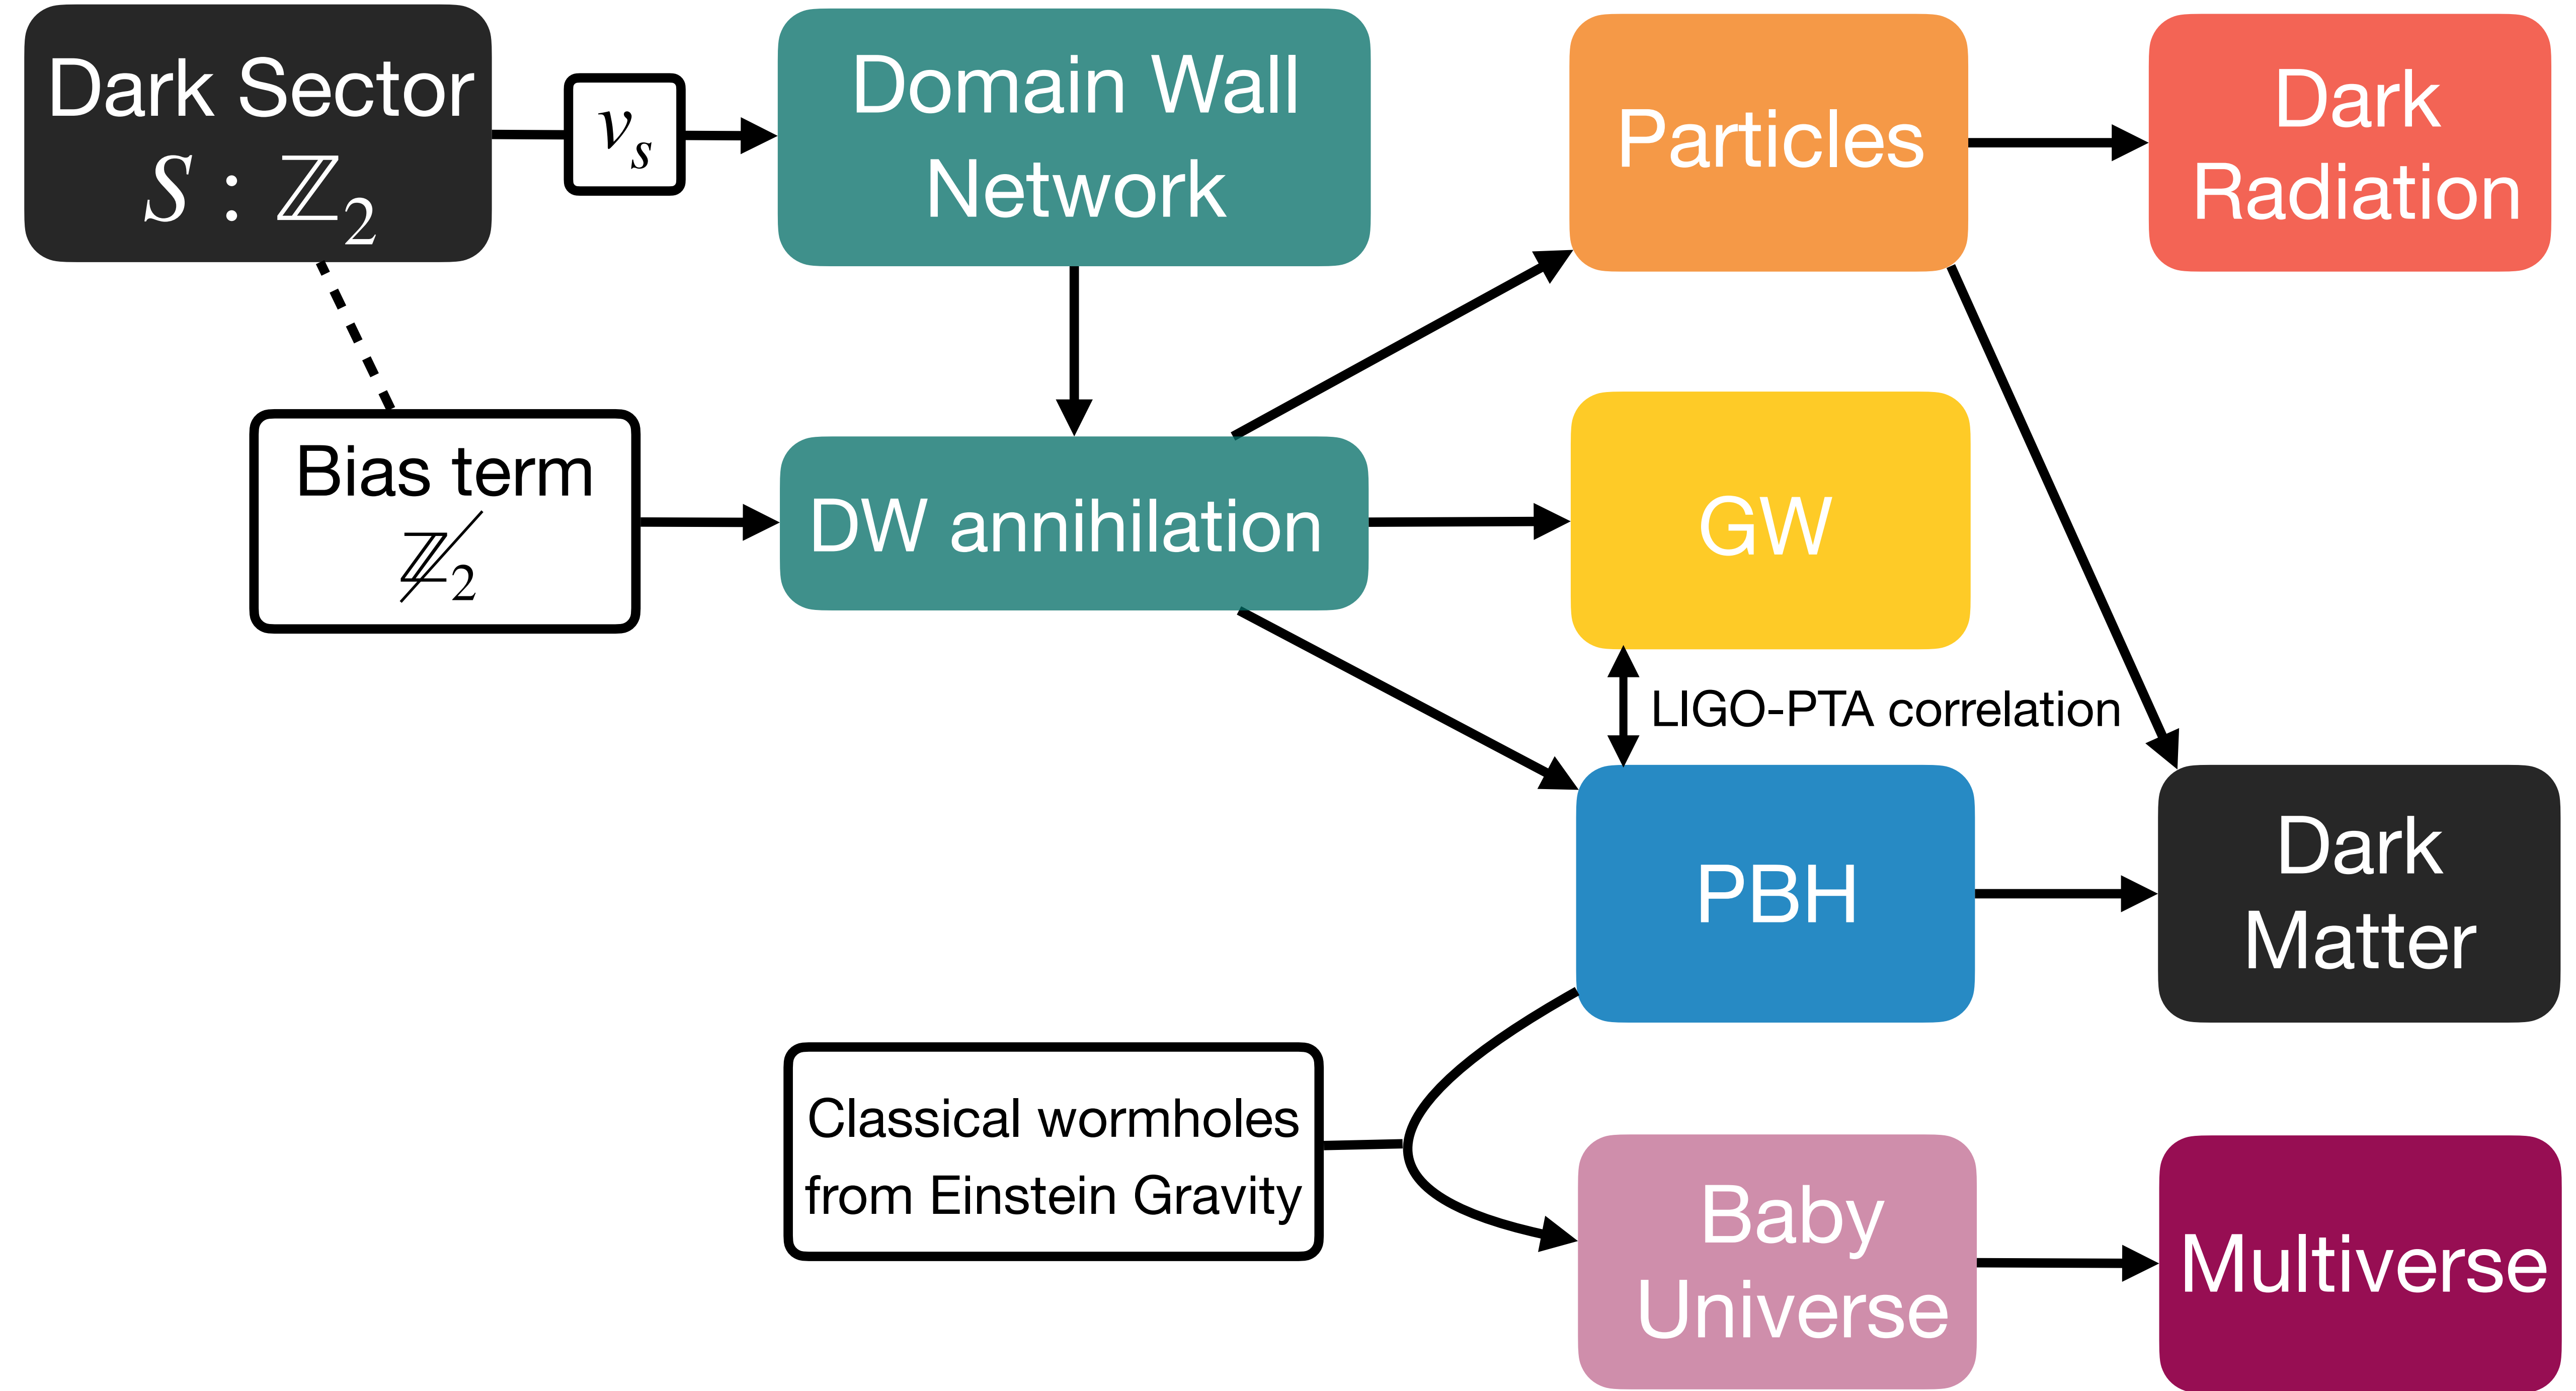 Dark Sector
S : ℤ₂
vₛ
Domain Wall
Network
Particles
Dark
Radiation
Bias term
ℤ̸₂
DW annihilation
GW
LIGO-PTA correlation
PBH
Dark
Matter
Classical wormholes
from Einstein Gravity
Baby
Universe
Multiverse